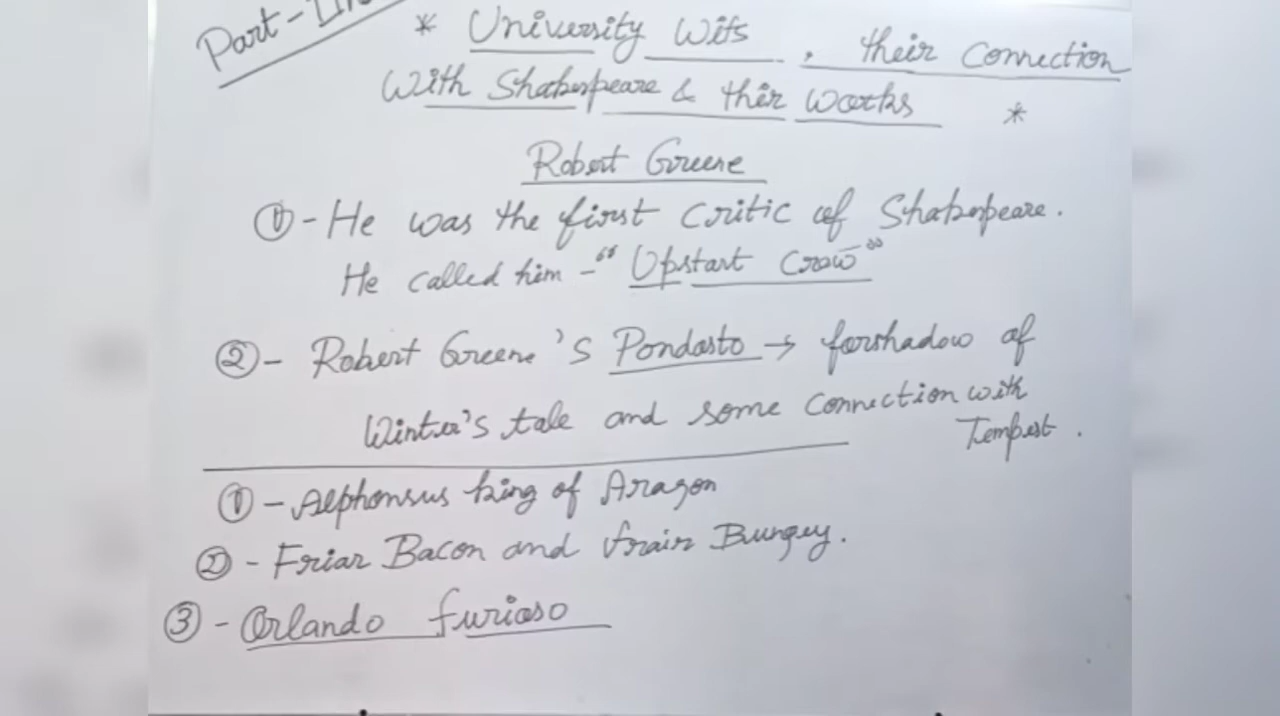 Part-
* University Wits, their Connection
With Shakespeare & their Works *
Robert Greene
① - He was the first critic of Shakespeare.
He called him - "Upstart Crow"
② - Robert Greene's Pondasto → forshadow of
Winter's tale and some connection with
Tempest.
① - Alphonsus king of Aragon
② - Friar Bacon and frair Bungey.
③ - Orlando furioso